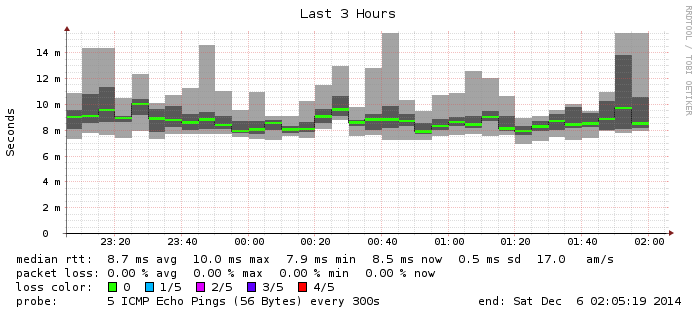 Last 3 Hours
RRDTOOL / TOBI OETIKER
Seconds
14 m
12 m
10 m
8 m
6 m
4 m
2 m
0
23:20 23:40 00:00 00:20 00:40 01:00 01:20 01:40 02:00
median rtt: 8.7 ms avg 10.0 ms max 7.9 ms min 8.5 ms now 0.5 ms sd 17.0 am/s
packet loss: 0.00 % avg 0.00 % max 0.00 % min 0.00 % now
loss color: 0 1/5 2/5 3/5 4/5
probe: 5 ICMP Echo Pings (56 Bytes) every 300s end: Sat Dec 6 02:05:19 2014